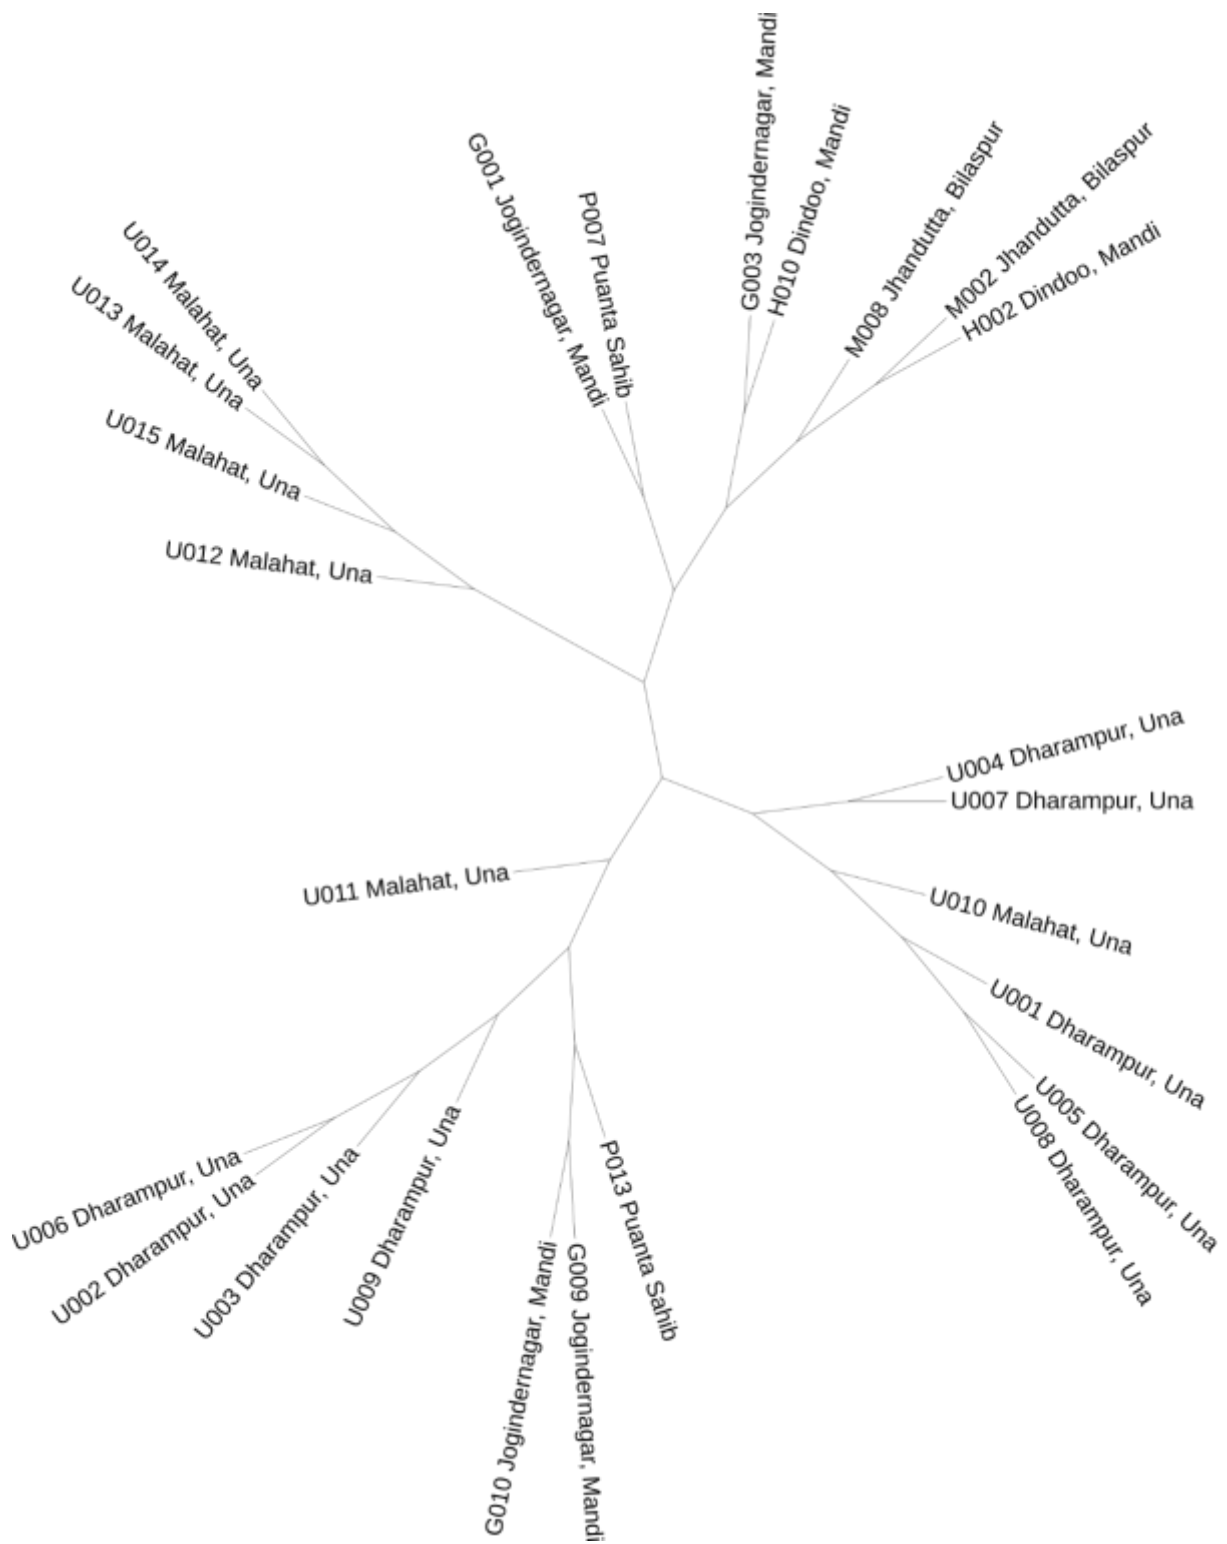 G003 Jogindernagar, Mandi
H010 Dindoo, Mandi
M008 Jhandutta, Bilaspur
M002 Jhandutta, Bilaspur
H002 Dindoo, Mandi
G001 Jogindernagar, Mandi
P007 Puanta Sahib
U014 Malahat, Una
U013 Malahat, Una
U015 Malahat, Una
U012 Malahat, Una
U004 Dharampur, Una
U007 Dharampur, Una
U011 Malahat, Una
U010 Malahat, Una
U001 Dharampur, Una
U005 Dharampur, Una
U008 Dharampur, Una
U006 Dharampur, Una
U002 Dharampur, Una
U003 Dharampur, Una
U009 Dharampur, Una
G010 Jogindernagar, Mandi
G009 Jogindernagar, Mandi
P013 Puanta Sahib